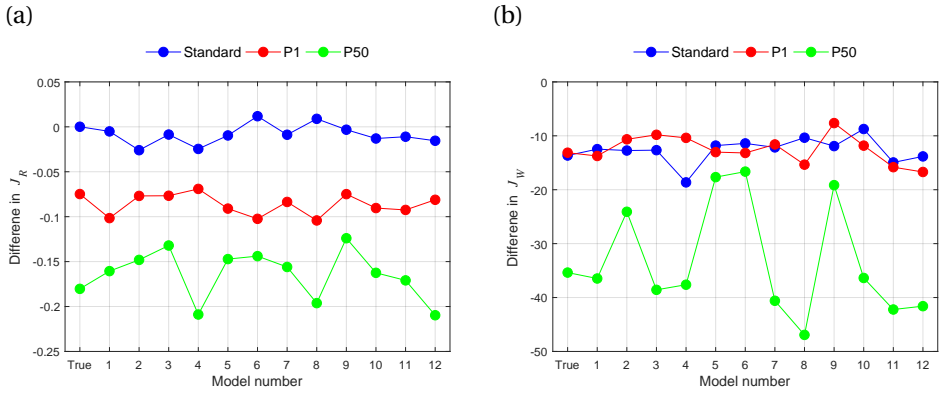 (a)
Standard P1 P50
0.05
0
-0.05
-0.1
-0.15
-0.2
-0.25
Differene in J_R
True 1 2 3 4 5 6 7 8 9 10 11 12
Model number
(b)
Standard P1 P50
0
-10
-20
-30
-40
-50
Differene in J_W
True 1 2 3 4 5 6 7 8 9 10 11 12
Model number